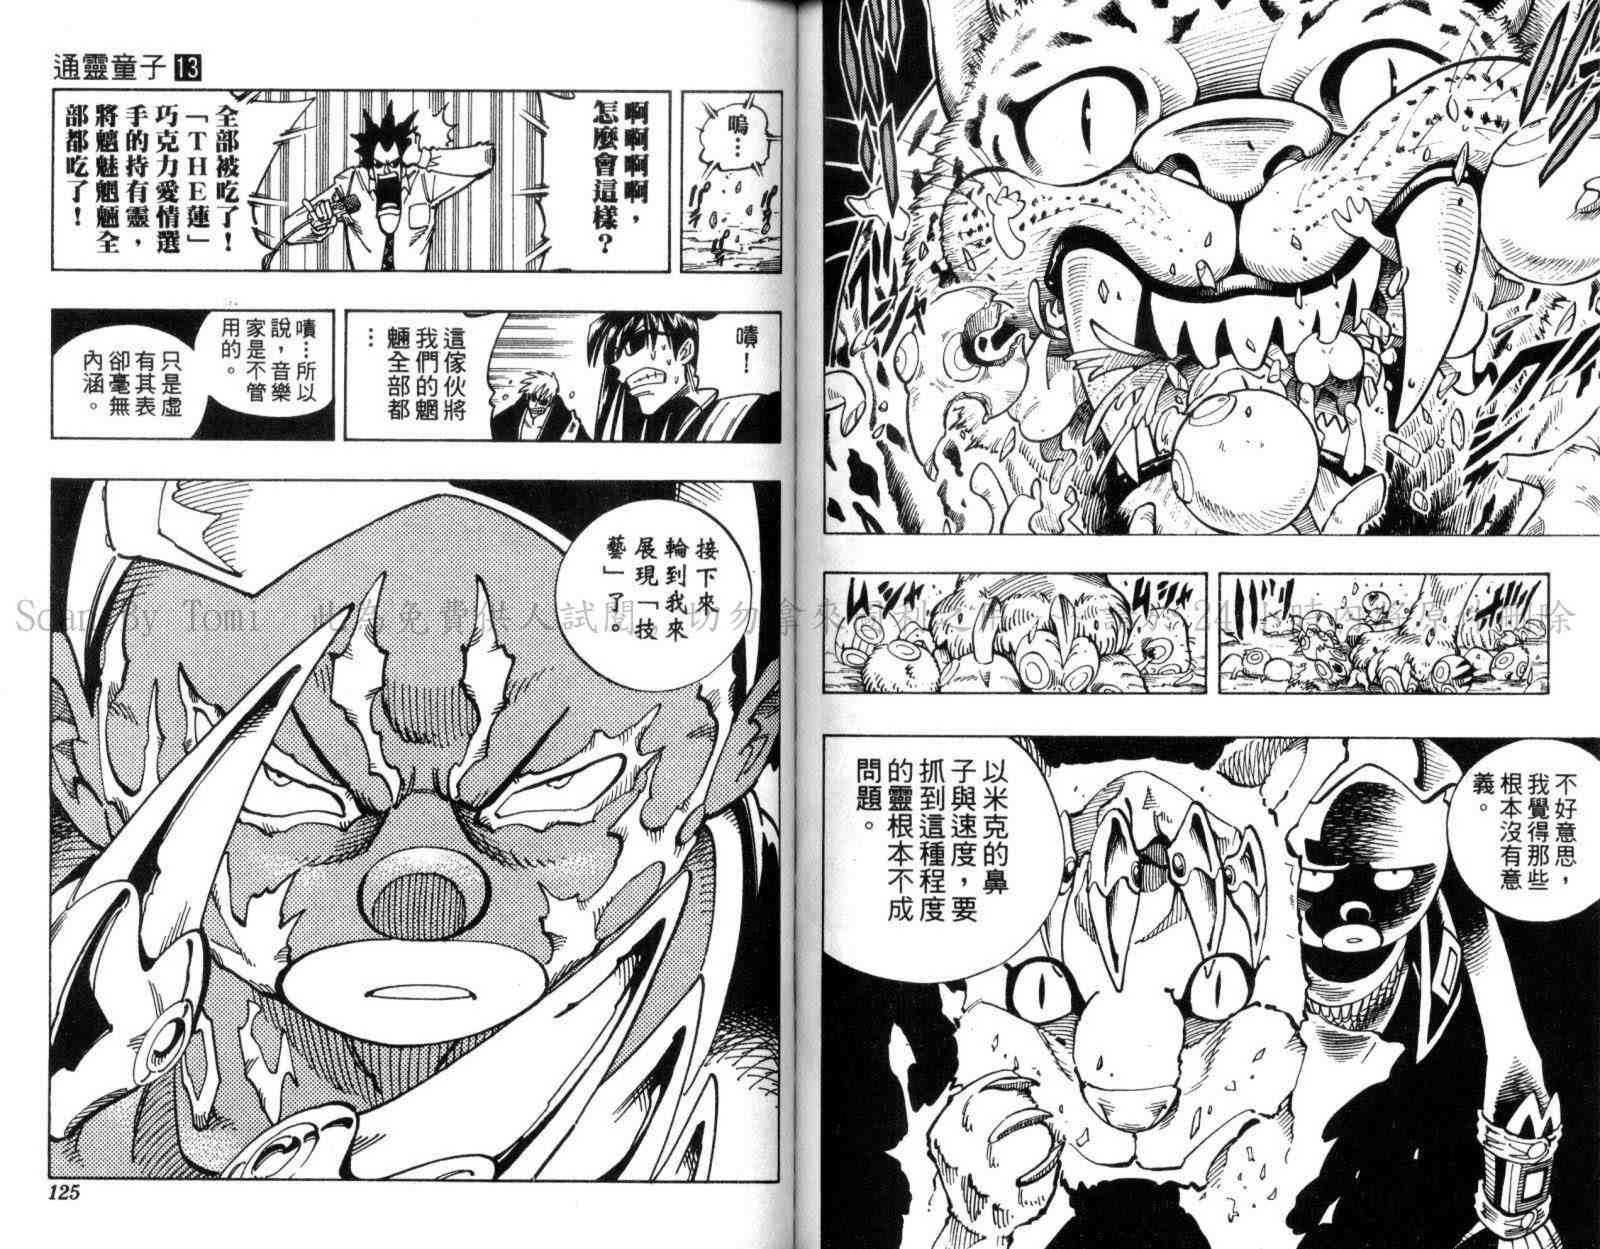 不好意思，
我覺得那些
根本沒有意
義。
以米克的鼻
子與速度，要
抓到這種程度
的靈根本不成
問題。
通靈童子 13
嗚…
啊啊啊啊，
怎麼會這樣？
全部被吃了！
「THE蓮」
巧克力愛情選
手的持有靈，
將魑魅魍魎全
部都吃了！
嘖！
這傢伙將
我們的魍
魎全部都
…
嘖…所以
說，音樂
家是不管
用的。
只是虛
有其表
卻毫無
內涵。
接下來
輪到我來
展現「技
藝」了。
125
Scan By Tomi